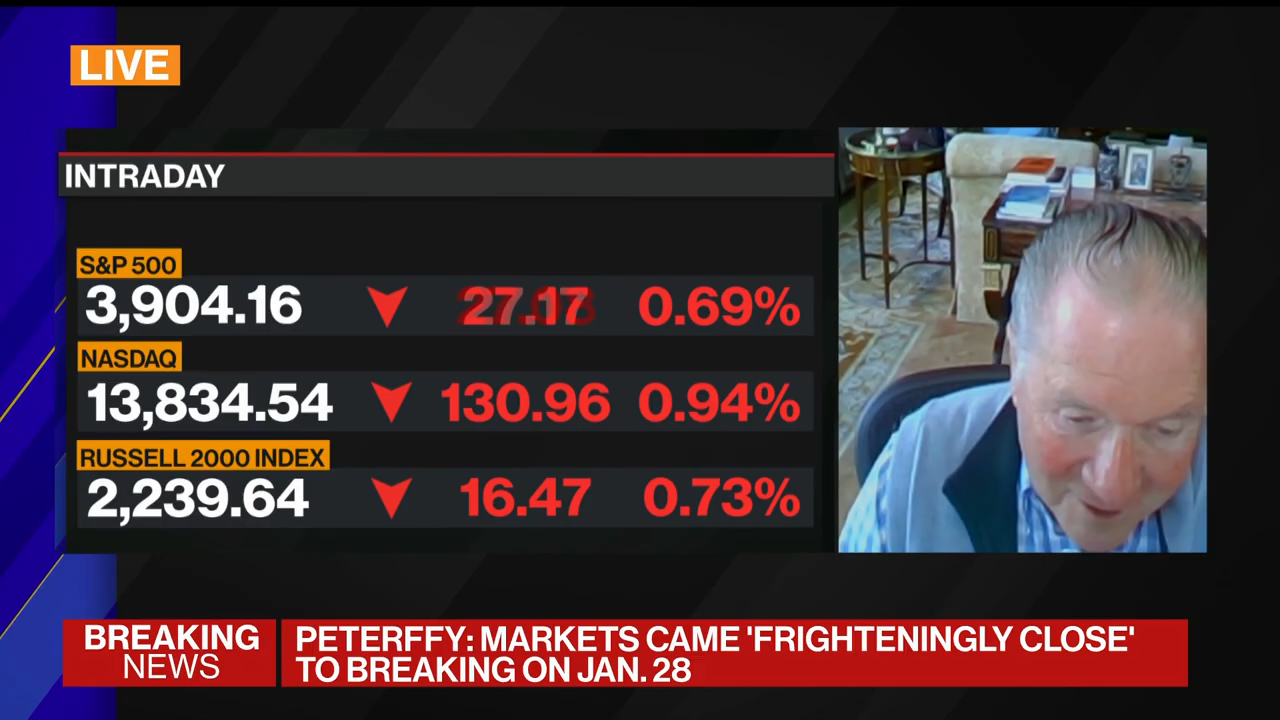 LIVE
INTRADAY
S&P 500
3,904.16 27.17 0.69%
NASDAQ
13,834.54 130.96 0.94%
RUSSELL 2000 INDEX
2,239.64 16.47 0.73%
BREAKING
NEWS
PETERFFY: MARKETS CAME 'FRIGHTENINGLY CLOSE'
TO BREAKING ON JAN. 28